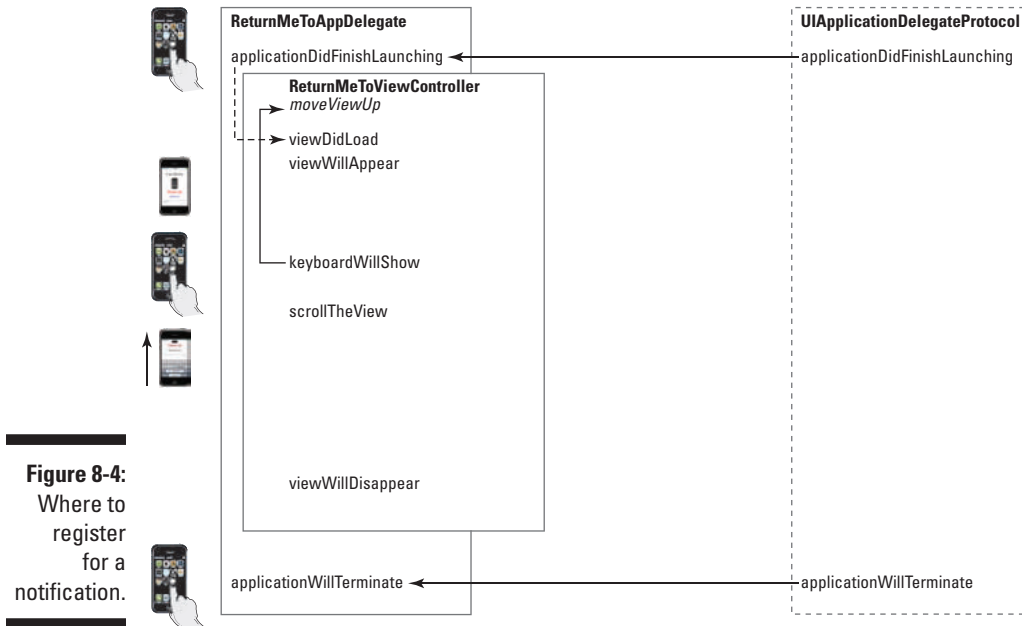 ReturnMeToAppDelegate
UIApplicationDelegateProtocol
applicationDidFinishLaunching
applicationDidFinishLaunching
ReturnMeToViewController
moveViewUp
viewDidLoad
viewWillAppear
keyboardWillShow
scrollTheView
viewWillDisappear
applicationWillTerminate
applicationWillTerminate
Figure 8-4:
Where to
register
for a
notification.